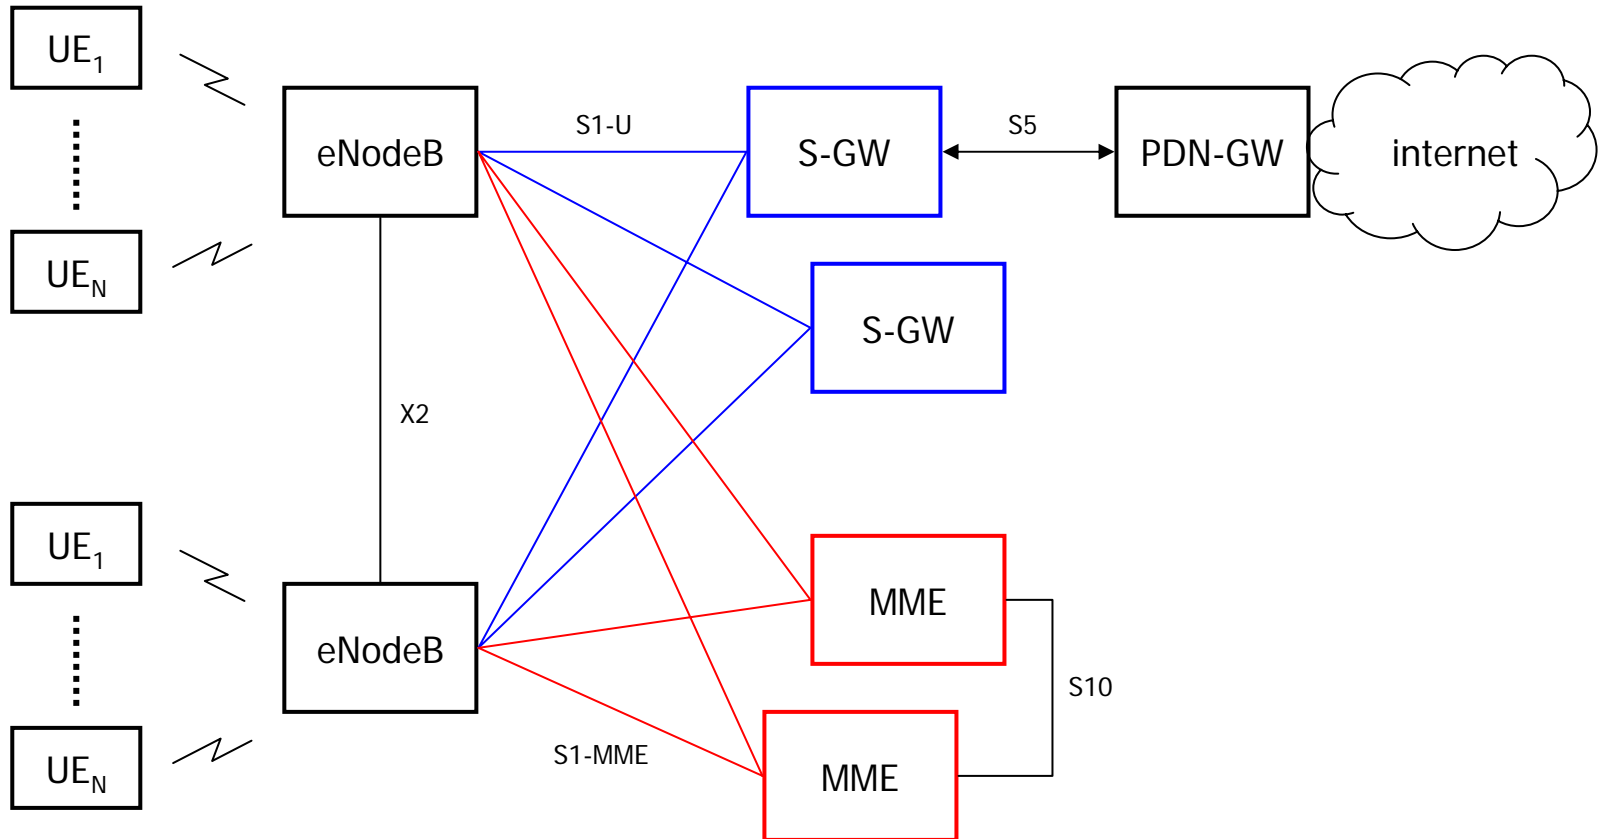 UE1
eNodeB
S1-U
S-GW
S5
PDN-GW
internet
UEN
S-GW
X2
UE1
eNodeB
MME
S10
S1-MME
UEN
MME